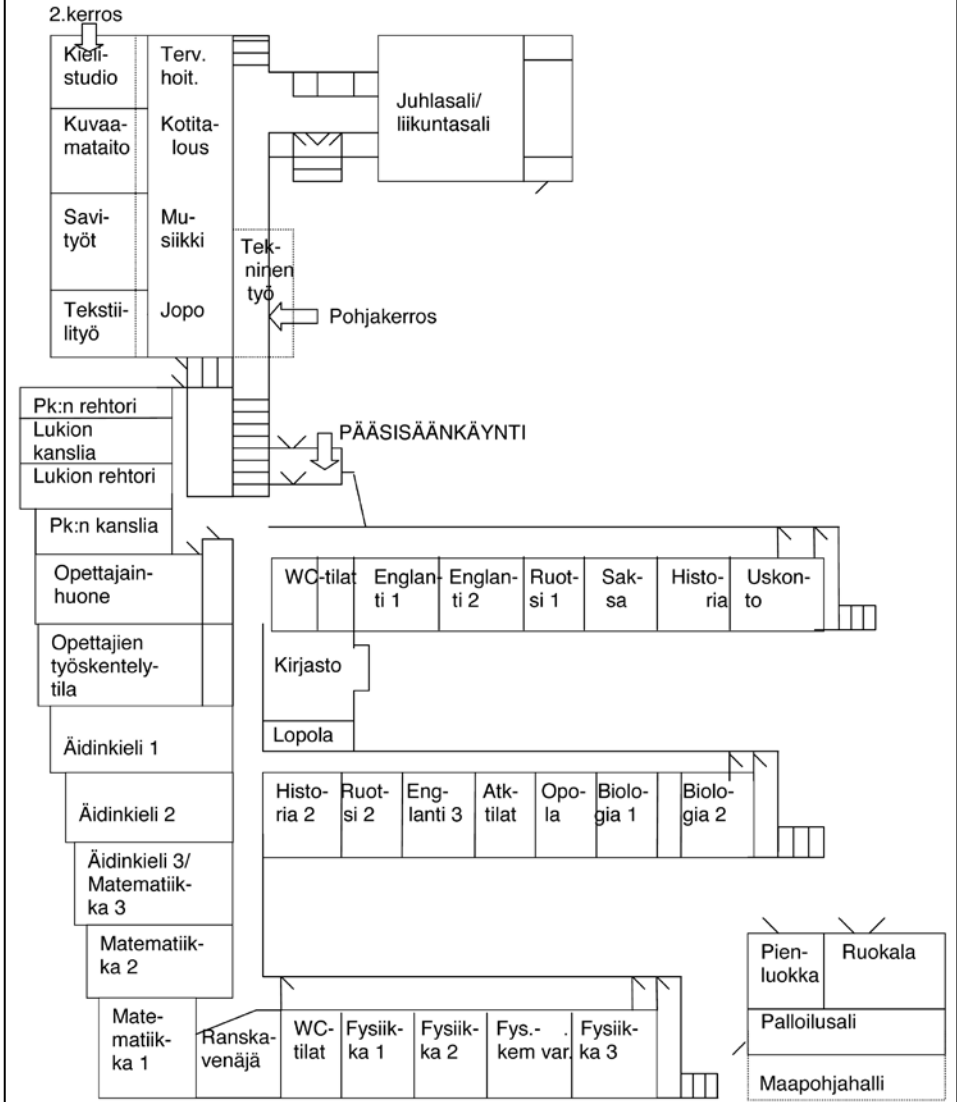 2.kerros
Kieli-
studio
Terv.
hoit.
Juhlasali/
liikuntasali
Kuvaa-
mataito
Kotita-
lous
Savi-
työt
Mu-
siikki
Tek-
ninen
työ
Tekstii-
lityö
Jopo
Pohjakerros
Pk:n rehtori
Lukion
kanslia
Lukion rehtori
PÄÄSISÄÄNKÄYNTI
Pk:n kanslia
Opettajain-
huone
WC-tilat
Englan-
ti 1
Englan-
ti 2
Ruot-
si 1
Sak-
sa
Histo-
ria
Uskon-
to
Opettajien
työskentely-
tila
Kirjasto
Lopola
Äidinkieli 1
Äidinkieli 2
Histo-
ria 2
Ruot-
si 2
Eng-
lanti 3
Atk-
tilat
Opo-
la
Biolo-
gia 1
Biolo-
gia 2
Äidinkieli 3/
Matematiik-
ka 3
Matematiik-
ka 2
Mate-
matiik-
ka 1
Ranska-
venäjä
WC-
tilat
Fysiik-
ka 1
Fysiik-
ka 2
Fys.-
kem var.
Fysiik-
ka 3
Pien-
luokka
Ruokala
Palloilusali
Maapohjahalli